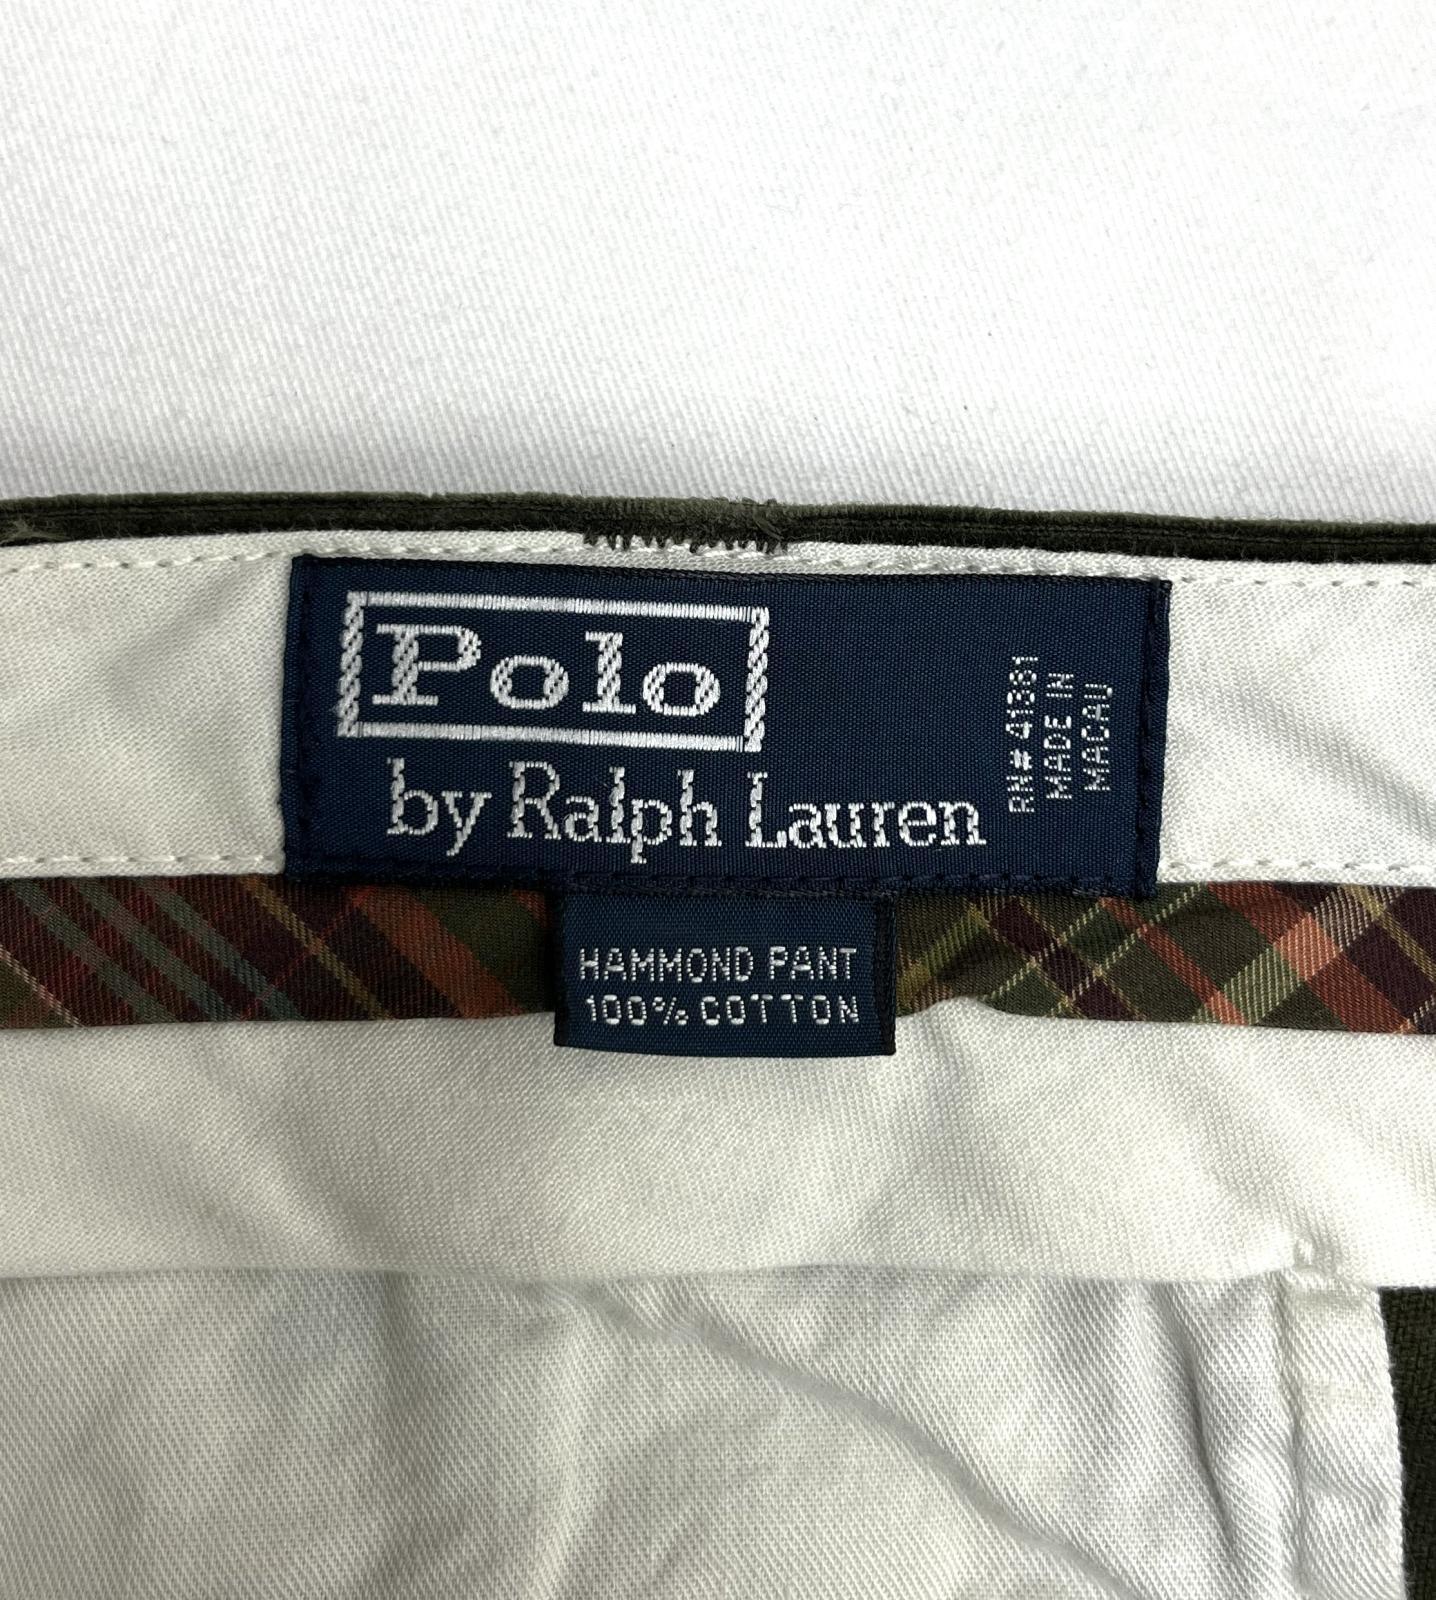 Polo
by Ralph Lauren
RN# 41381
MADE IN
MACAU
HAMMOND PANT
100% COTTON